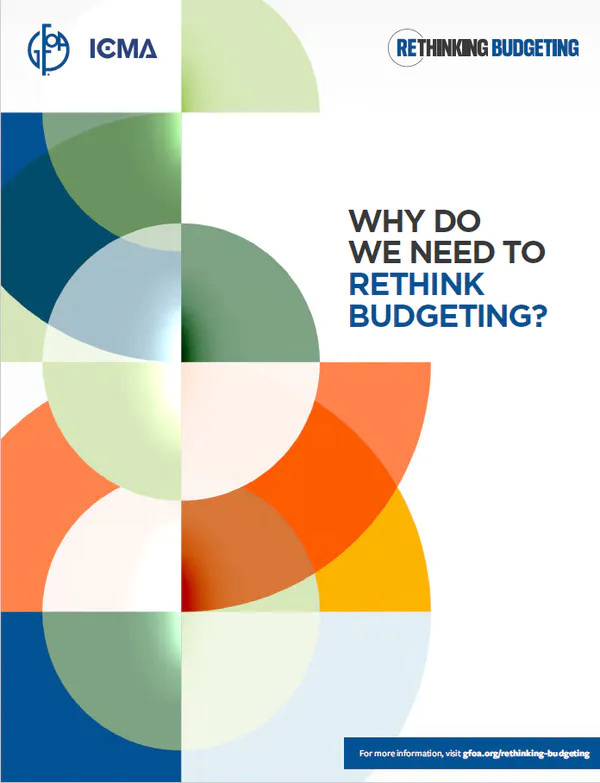 GFOA
ICMA
RETHINKING BUDGETING
WHY DO
WE NEED TO
RETHINK
BUDGETING?
For more information, visit gfoa.org/rethinking-budgeting